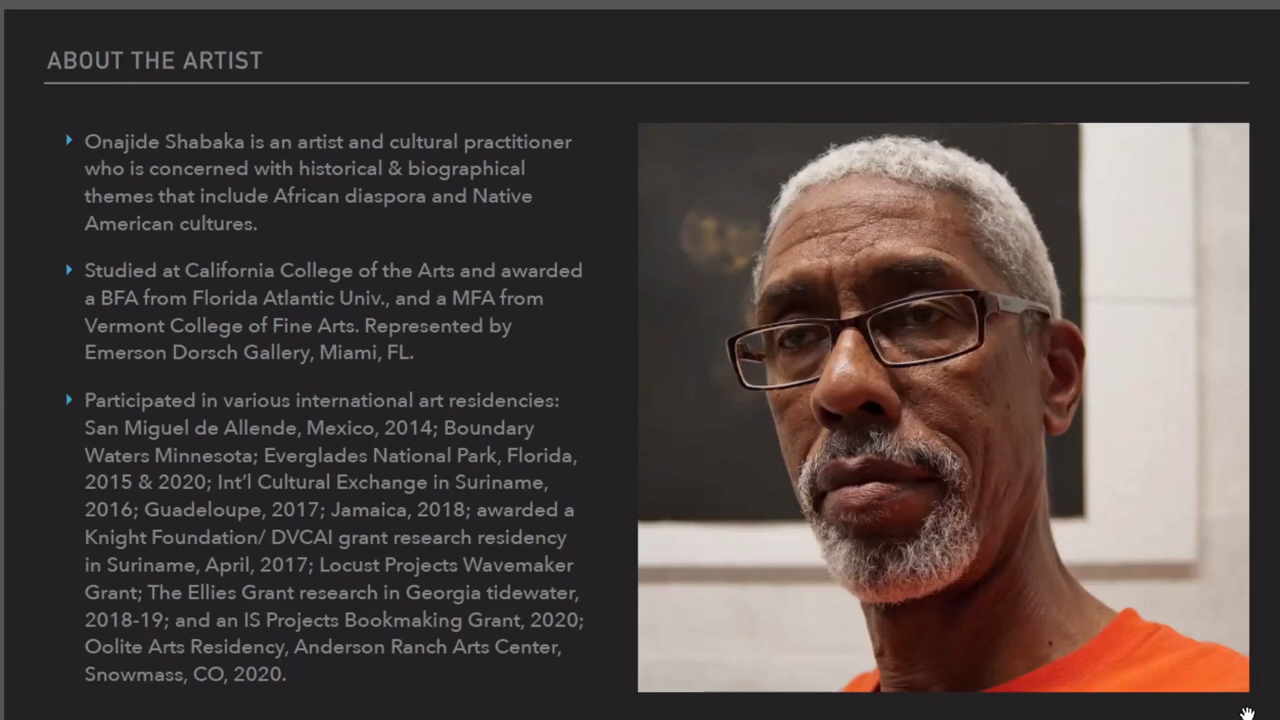 ABOUT THE ARTIST
Onajide Shabaka is an artist and cultural practitioner
who is concerned with historical & biographical
themes that include African diaspora and Native
American cultures.
Studied at California College of the Arts and awarded
a BFA from Florida Atlantic Univ., and a MFA from
Vermont College of Fine Arts. Represented by
Emerson Dorsch Gallery, Miami, FL.
Participated in various international art residencies:
San Miguel de Allende, Mexico, 2014; Boundary
Waters Minnesota; Everglades National Park, Florida,
2015 & 2020; Int’l Cultural Exchange in Suriname,
2016; Guadeloupe, 2017; Jamaica, 2018; awarded a
Knight Foundation/ DVCAI grant research residency
in Suriname, April, 2017; Locust Projects Wavemaker
Grant; The Ellies Grant research in Georgia tidewater,
2018-19; and an IS Projects Bookmaking Grant, 2020;
Oolite Arts Residency, Anderson Ranch Arts Center,
Snowmass, CO, 2020.